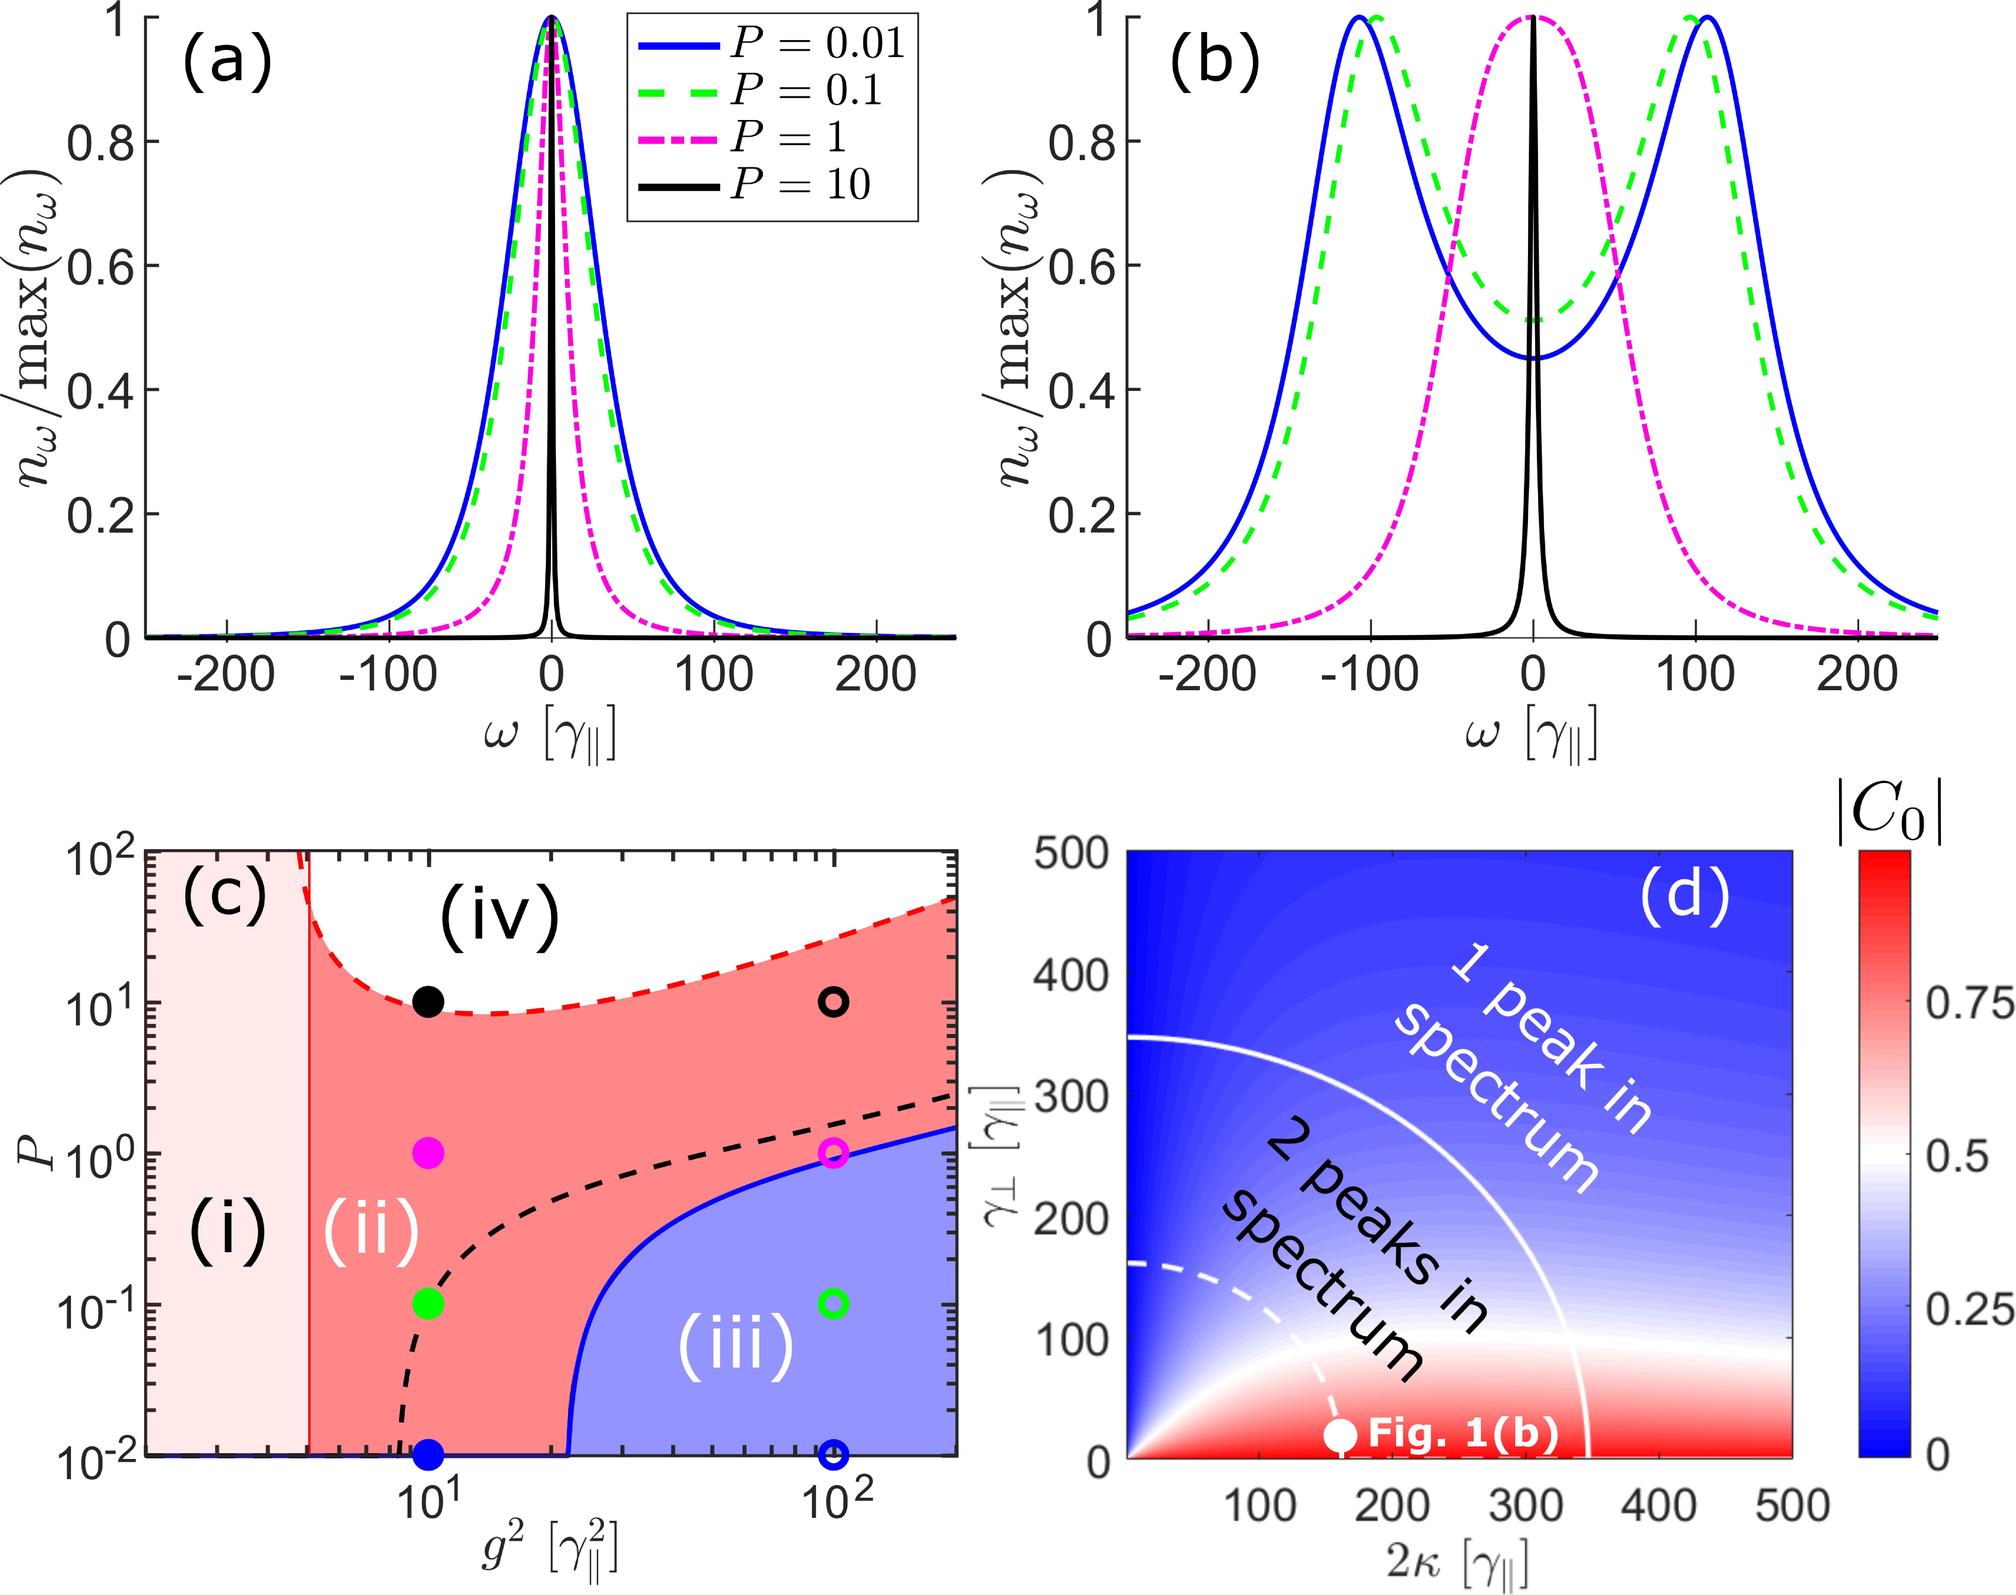 (a)
P = 0.01
P = 0.1
P = 1
P = 10
n_ω/max(n_ω)
1
0.8
0.6
0.4
0.2
0
-200 -100 0 100 200
ω [γ_∥]
(b)
n_ω/max(n_ω)
1
0.8
0.6
0.4
0.2
0
-200 -100 0 100 200
ω [γ_∥]
(c)
(iv)
(i)
(ii)
(iii)
P
10^2
10^1
10^0
10^-1
10^-2
10^1 10^2
g^2 [γ_∥^2]
(d)
|C_0|
1 peak in
spectrum
2 peaks in
spectrum
Fig. 1(b)
γ_⊥ [γ_∥]
500
400
300
200
100
0
100 200 300 400 500
2κ [γ_∥]
0.75
0.5
0.25
0